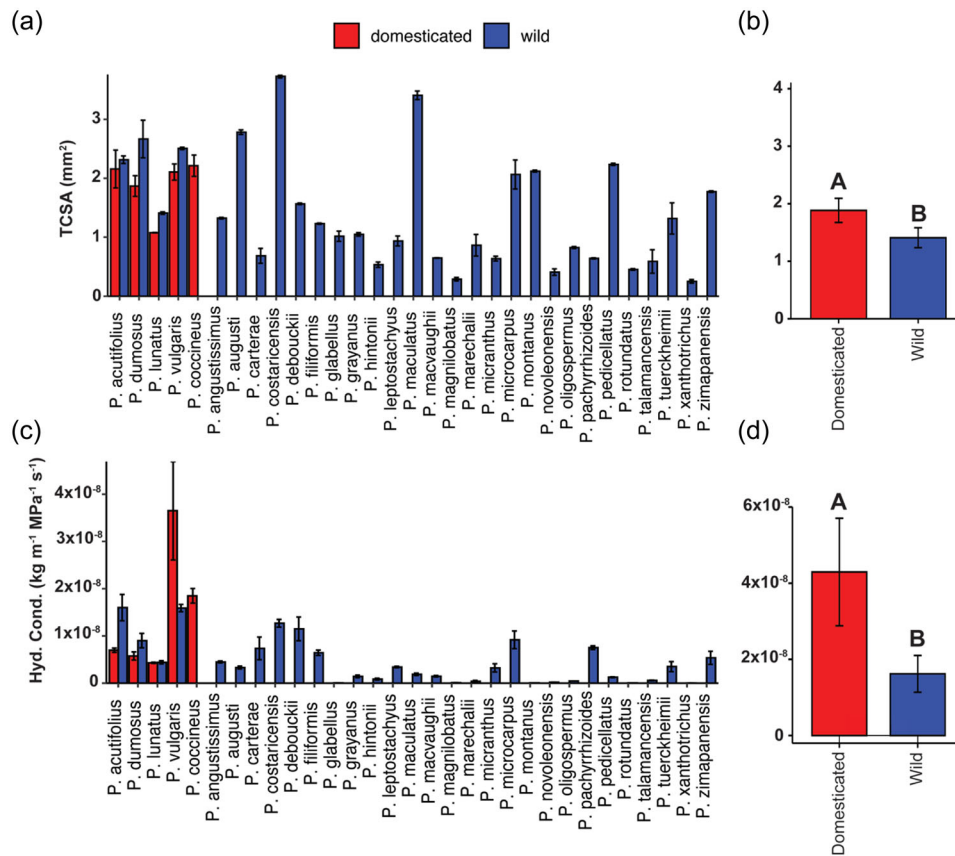 (a)
domesticated
wild
(b)
TCSA (mm²)
3
2
1
0
P. acutifolius
P. dumosus
P. lunatus
P. vulgaris
P. coccineus
P. angustissimus
P. augusti
P. carterae
P. costaricensis
P. debouckii
P. filiformis
P. glabellus
P. grayanus
P. hintonii
P. leptostachyus
P. maculatus
P. macvaughii
P. magnilobatus
P. marechalii
P. micranthus
P. microcarpus
P. montanus
P. novoleonensis
P. oligospermus
P. pachyrrhizoides
P. pedicellatus
P. rotundatus
P. talamancensis
P. tuerckheimii
P. xanthotrichus
P. zimapanensis
4
3
2
1
0
A
B
Domesticated
Wild
(c)
Hyd. Cond. (kg m⁻¹ MPa⁻¹ s⁻¹)
4x10⁻⁸
3x10⁻⁸
2x10⁻⁸
1x10⁻⁸
0
P. acutifolius
P. dumosus
P. lunatus
P. vulgaris
P. coccineus
P. angustissimus
P. augusti
P. carterae
P. costaricensis
P. debouckii
P. filiformis
P. glabellus
P. grayanus
P. hintonii
P. leptostachyus
P. maculatus
P. macvaughii
P. magnilobatus
P. marechalii
P. micranthus
P. microcarpus
P. montanus
P. novoleonensis
P. oligospermus
P. pachyrrhizoides
P. pedicellatus
P. rotundatus
P. talamancensis
P. tuerckheimii
P. xanthotrichus
P. zimapanensis
(d)
6x10⁻⁸
4x10⁻⁸
2x10⁻⁸
0
A
B
Domesticated
Wild